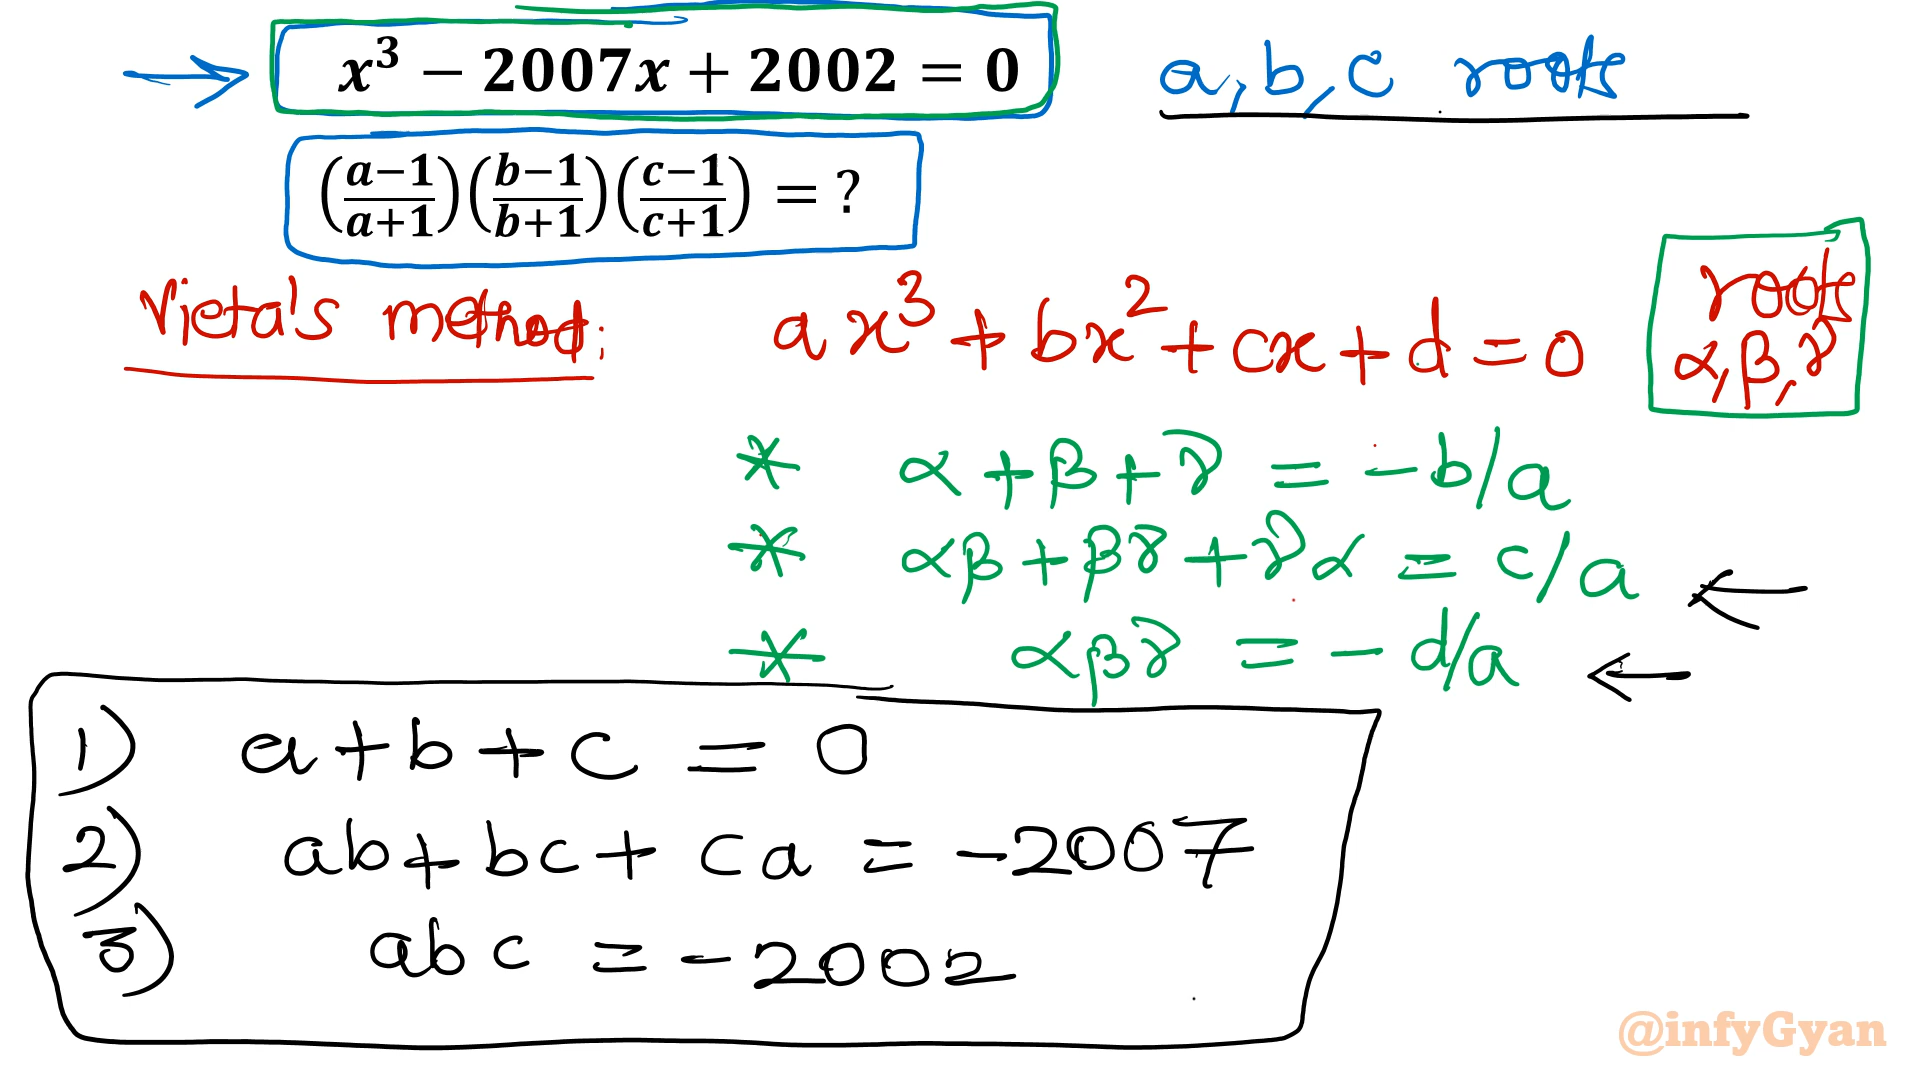 x³ − 2007x + 2002 = 0 a, b, c roots
(a−1/a+1)(b−1/b+1)(c−1/c+1) = ?
Vieta's method: ax³ + bx² + cx + d = 0 roots
α, β, γ
* α + β + γ = - b/a
* αβ + βγ + γα = c/a
* αβγ = - d/a
1) a + b + c = 0
2) ab + bc + ca = -2007
3) abc = -2002
@infyGyan